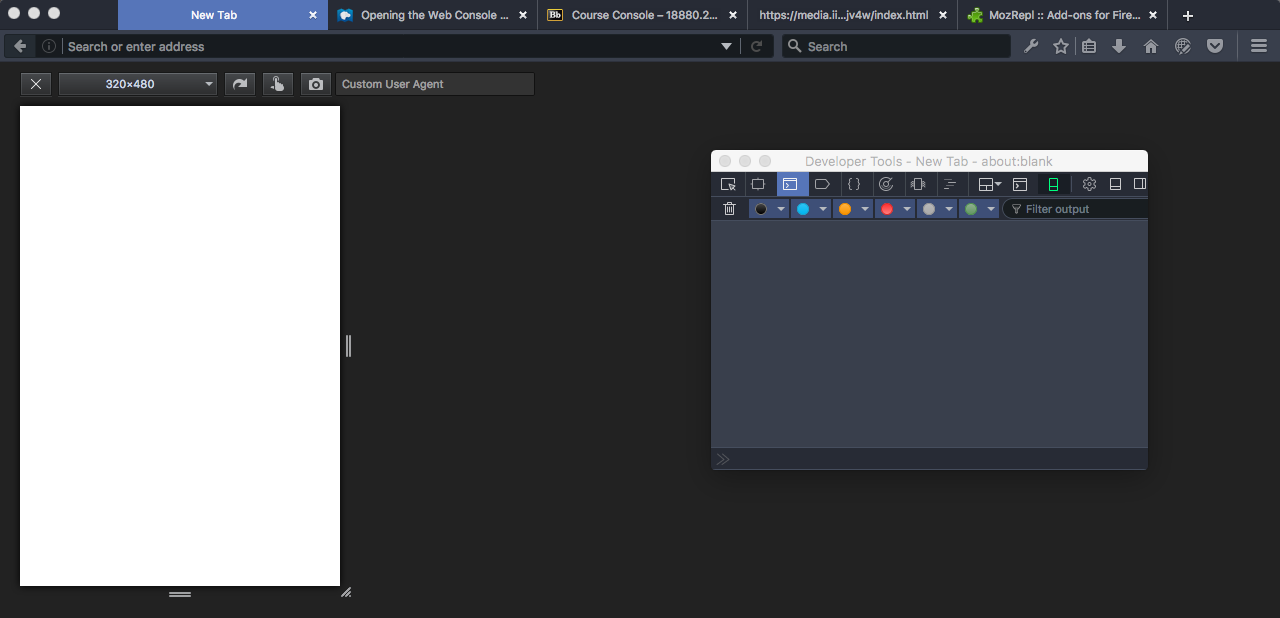 New Tab
Opening the Web Console ...
Bb Course Console – 18880.2...
https://media.ii...jv4w/index.html
MozRepl :: Add-ons for Fire...
Search or enter address
Search
320×480
Custom User Agent
Developer Tools - New Tab - about:blank
Filter output